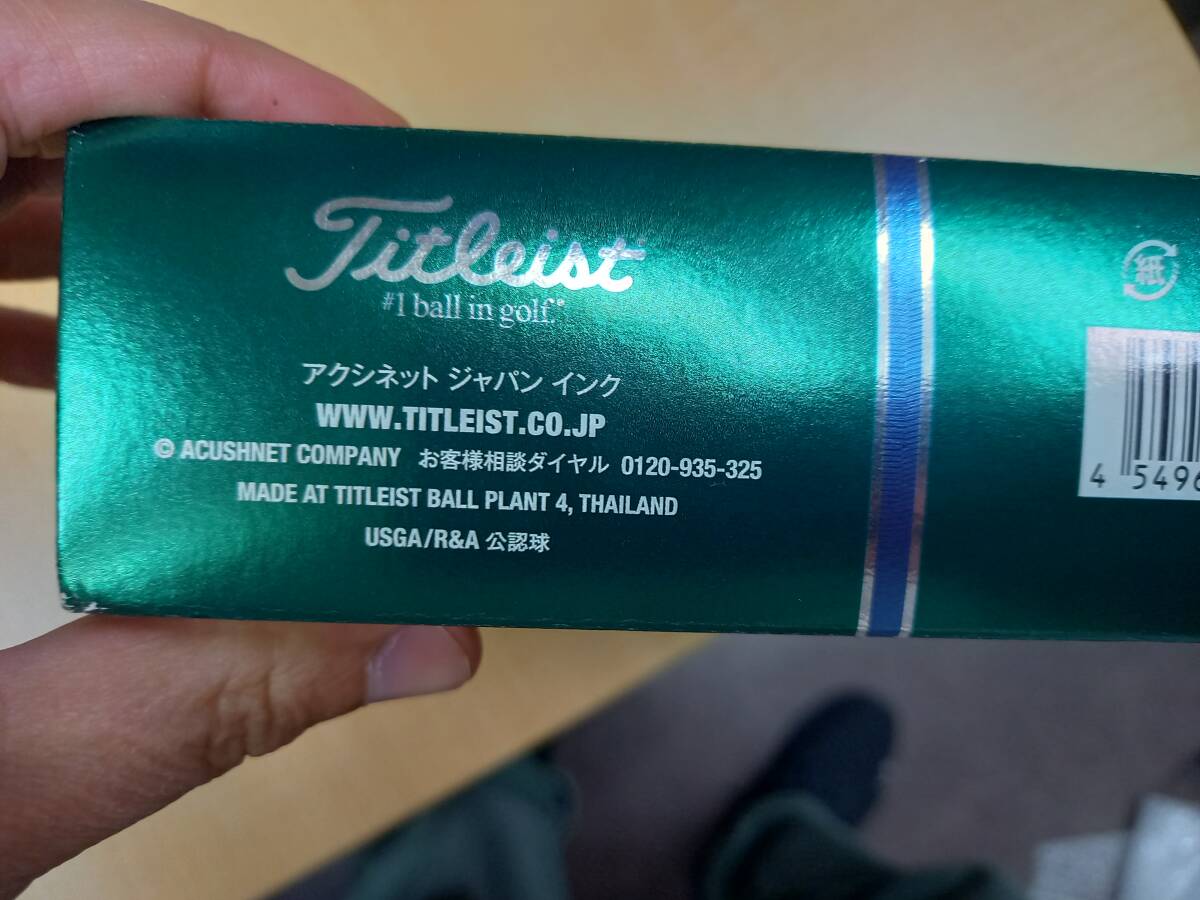 Titleist
#1 ball in golf.®
アクシネット ジャパン インク
WWW.TITLEIST.CO.JP
© ACUSHNET COMPANY お客様相談ダイヤル 0120-935-325
MADE AT TITLEIST BALL PLANT 4, THAILAND
USGA/R&A 公認球
紙
4 5496